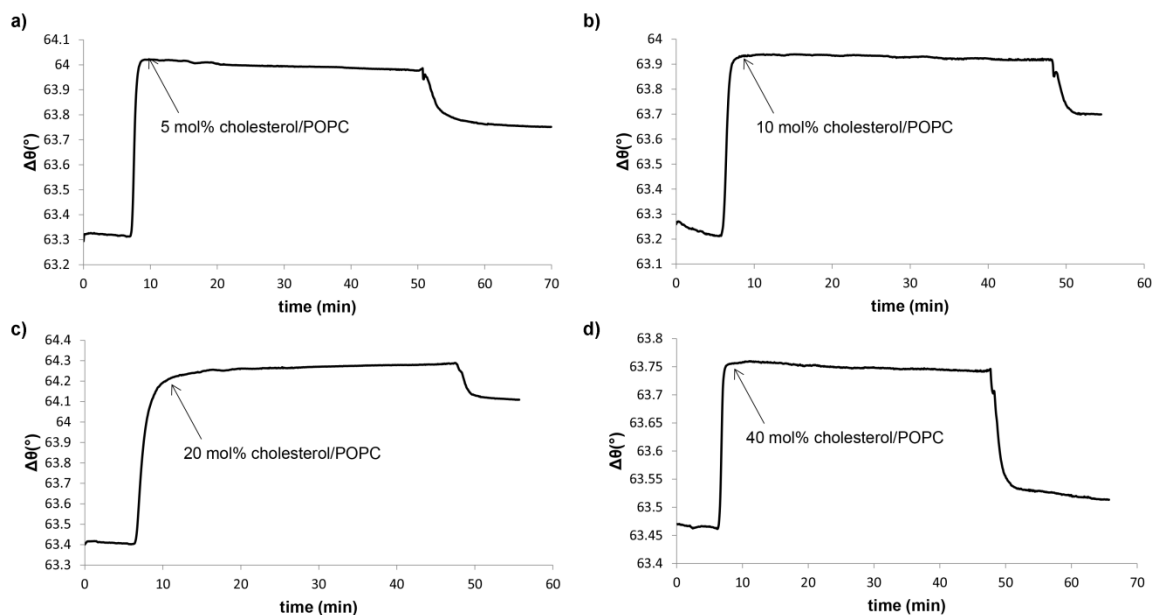 a)
64.1
64
63.9
63.8
63.7
63.6
63.5
63.4
63.3
63.2
Δθ(°)
5 mol% cholesterol/POPC
0 10 20 30 40 50 60 70
time (min)
b)
64
63.9
63.8
63.7
63.6
63.5
63.4
63.3
63.2
63.1
Δθ(°)
10 mol% cholesterol/POPC
0 10 20 30 40 50 60
time (min)
c)
64.4
64.3
64.2
64.1
64
63.9
63.8
63.7
63.6
63.5
63.4
63.3
Δθ(°)
20 mol% cholesterol/POPC
0 10 20 30 40 50 60
time (min)
d)
63.8
63.75
63.7
63.65
63.6
63.55
63.5
63.45
63.4
Δθ(°)
40 mol% cholesterol/POPC
0 10 20 30 40 50 60 70
time (min)